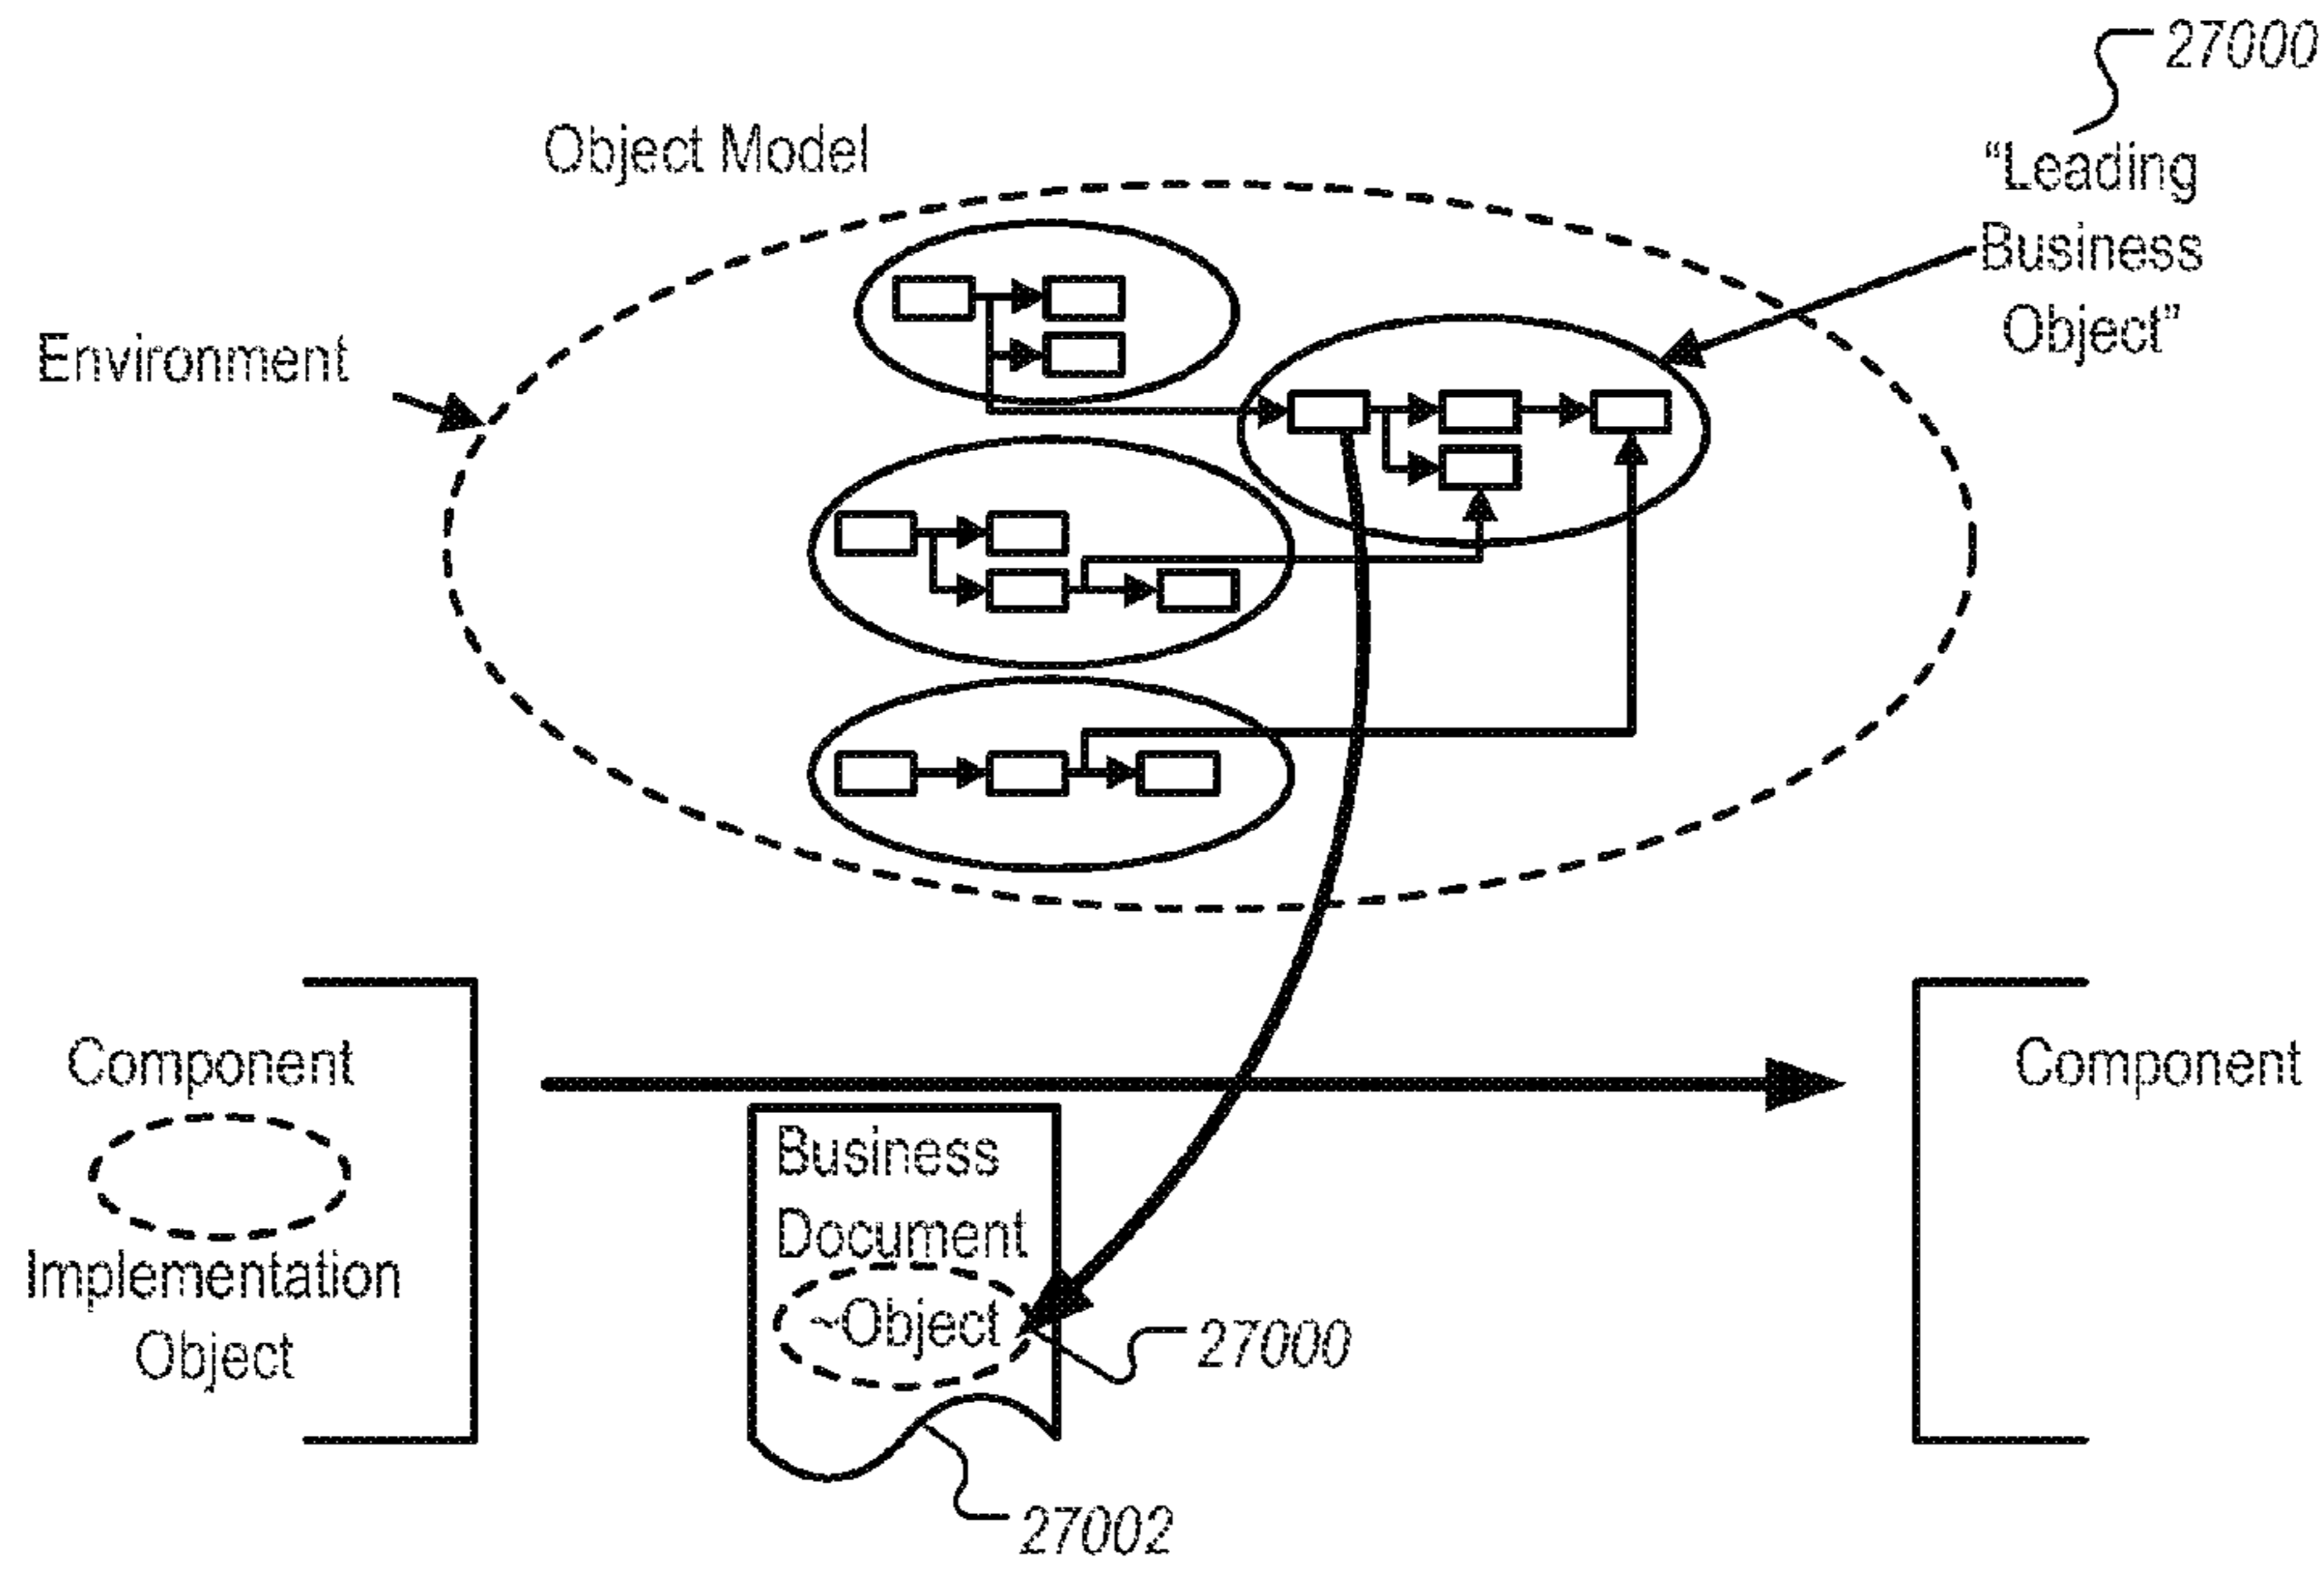 27000
Object Model
“Leading
Business
Object”
Environment
Component
Implementation
Object
Business
Document
~Object
27000
27002
Component